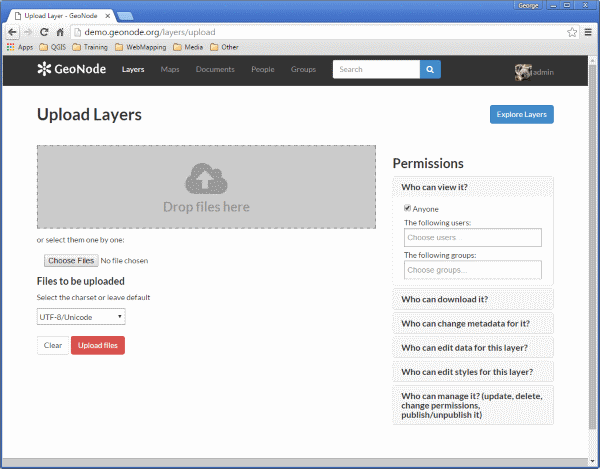 George
Upload Layer - GeoNode
demo.geonode.org/layers/upload
Apps QGIS Training WebMapping Media Other
GeoNode Layers Maps Documents People Groups Search admin
Upload Layers
Explore Layers
Drop files here
or select them one by one:
Choose Files No file chosen
Files to be uploaded
Select the charset or leave default
UTF-8/Unicode
Clear Upload files
Permissions
Who can view it?
Anyone
The following users:
Choose users
The following groups:
Choose groups...
Who can download it?
Who can change metadata for it?
Who can edit data for this layer?
Who can edit styles for this layer?
Who can manage it? (update, delete,
change permissions,
publish/unpublish it)